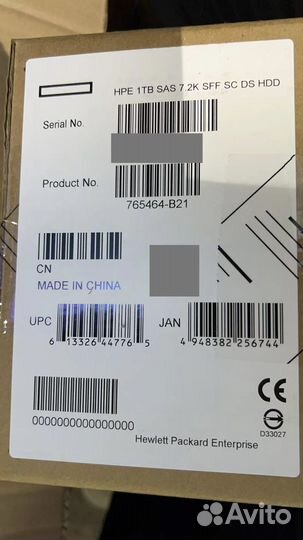 HPE 1TB SAS 7.2K SFF SC DS HDD
Serial No.
Product No.
765464-B21
CN
MADE IN CHINA
UPC
6 13326 44776 5
JAN
4 948382 256744
CE
D33027
0000000000000000
Hewlett Packard Enterprise
Avito